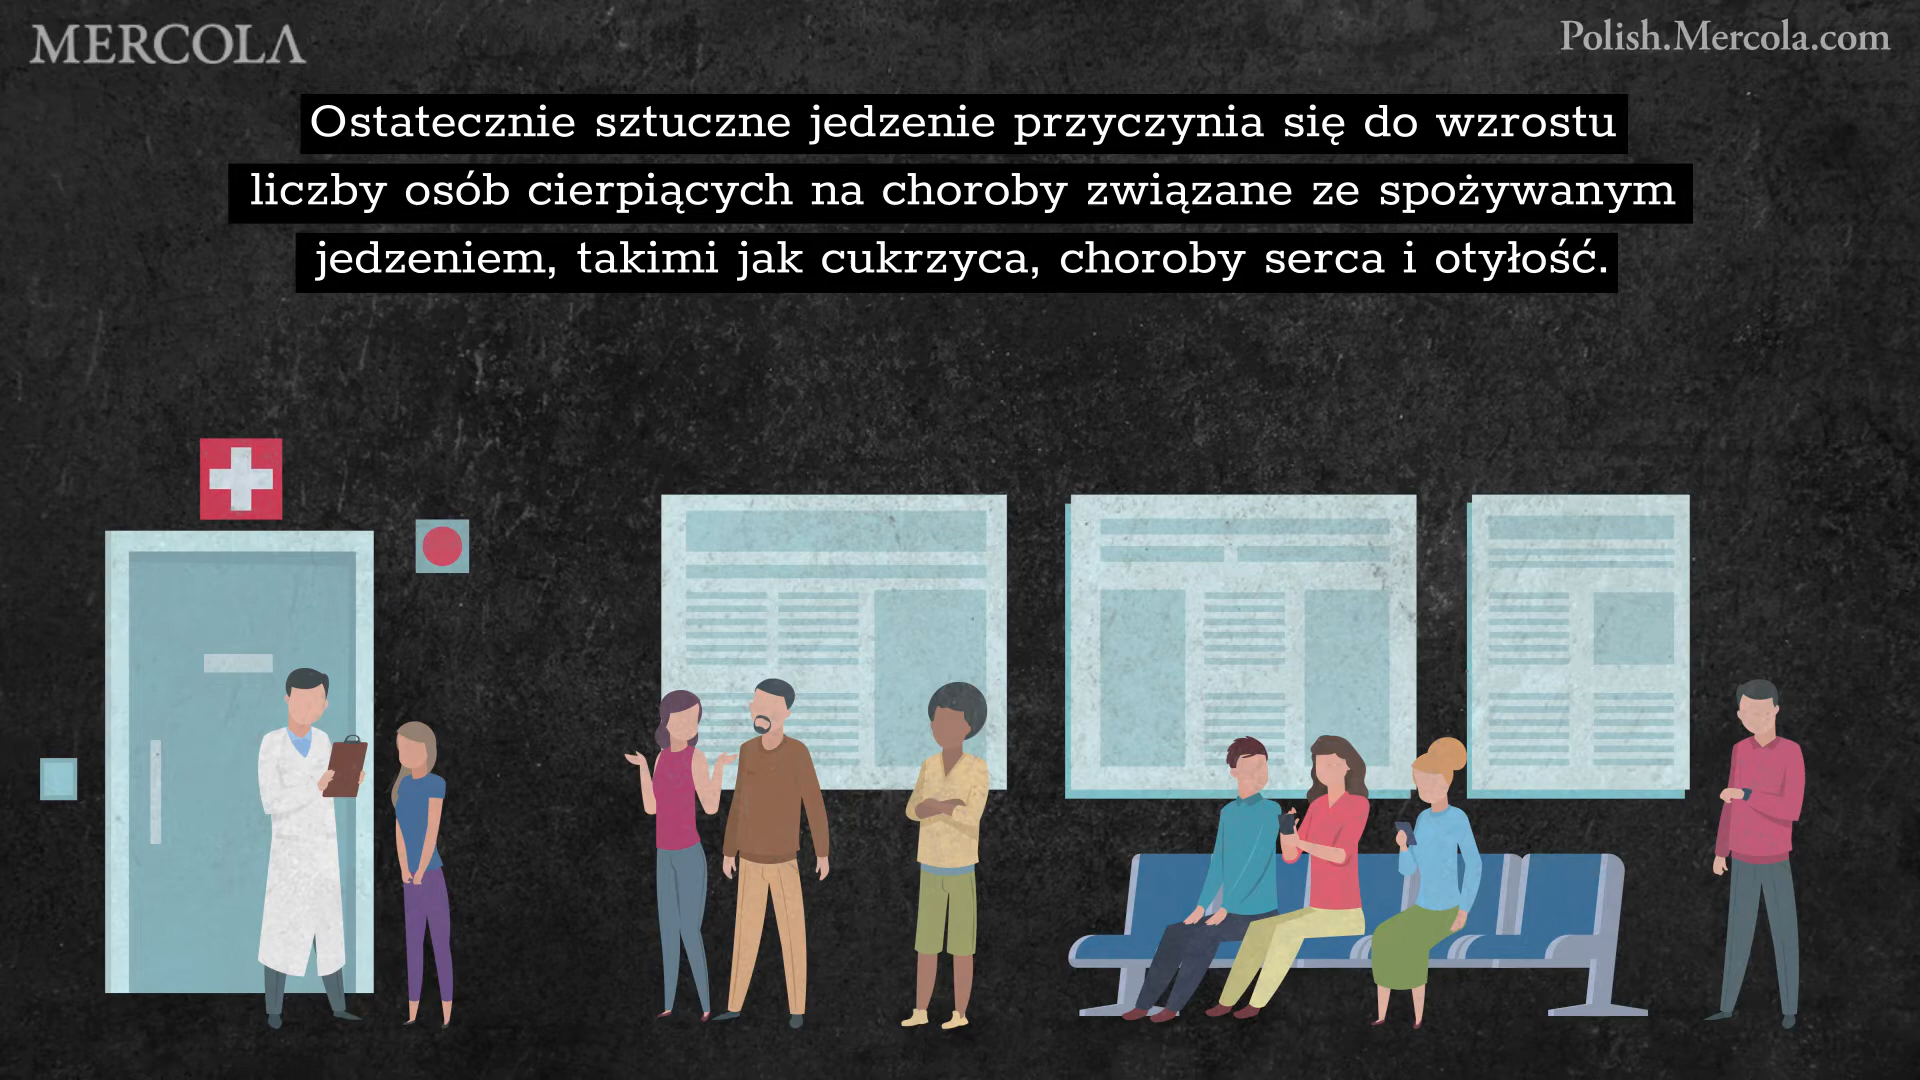 MERCOLA
Polish.Mercola.com
Ostatecznie sztuczne jedzenie przyczynia się do wzrostu
liczby osób cierpiących na choroby związane ze spożywanym
jedzeniem, takimi jak cukrzyca, choroby serca i otyłość.